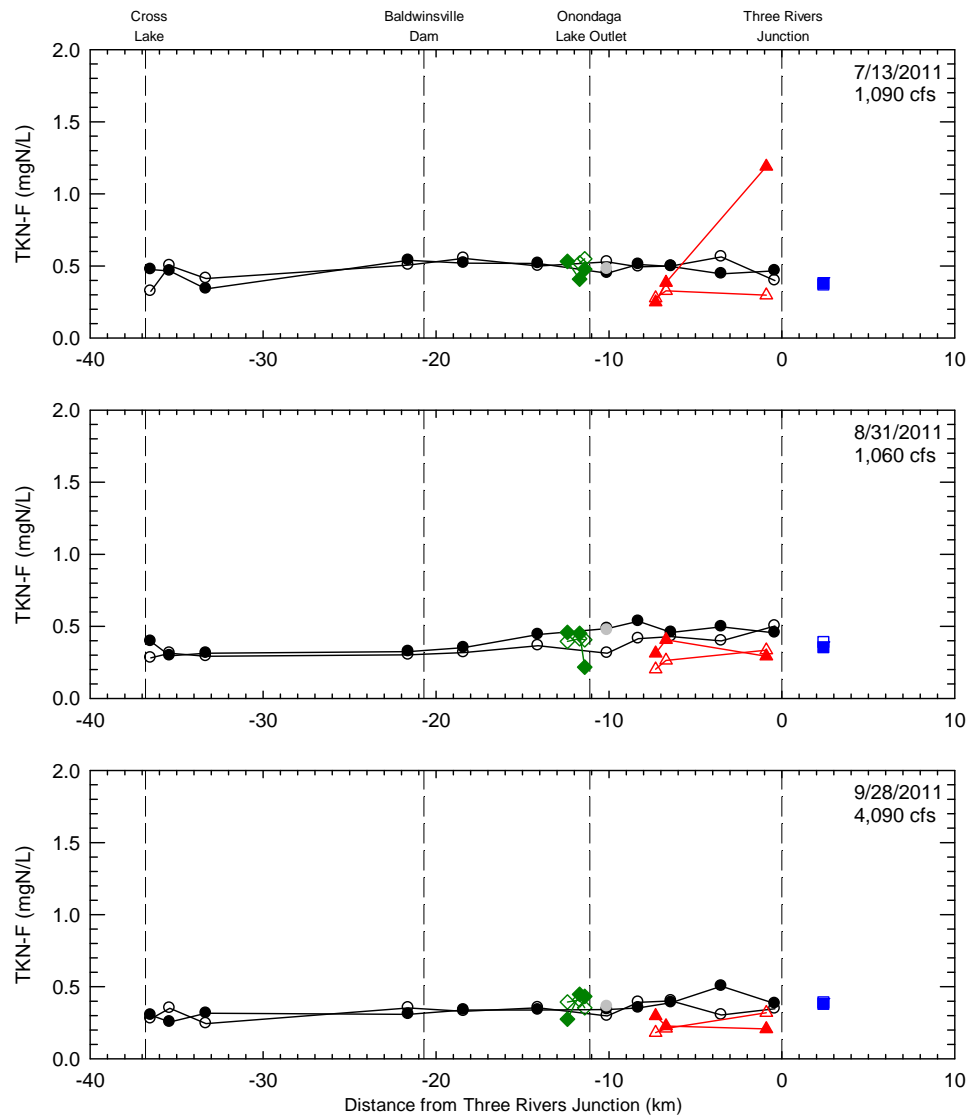 Cross Lake
Baldwinsville Dam
Onondaga Lake Outlet
Three Rivers Junction
2.0
1.5
1.0
0.5
0.0
TKN-F (mgN/L)
7/13/2011
1,090 cfs
-40 -30 -20 -10 0 10
2.0
1.5
1.0
0.5
0.0
TKN-F (mgN/L)
8/31/2011
1,060 cfs
-40 -30 -20 -10 0 10
2.0
1.5
1.0
0.5
0.0
TKN-F (mgN/L)
9/28/2011
4,090 cfs
-40 -30 -20 -10 0 10
Distance from Three Rivers Junction (km)